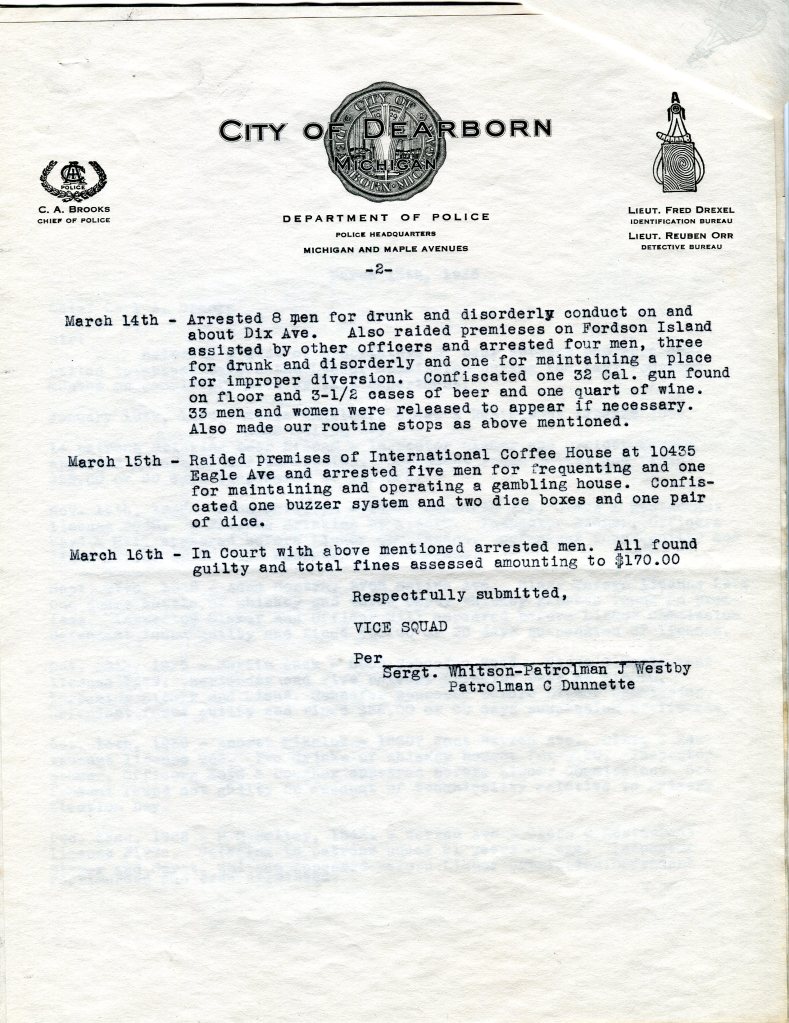 CITY OF DEARBORN
MICHIGAN
CITY OF
DEARBORN MICH
POLICE
C. A. BROOKS
CHIEF OF POLICE
DEPARTMENT OF POLICE
POLICE HEADQUARTERS
MICHIGAN AND MAPLE AVENUES
LIEUT. FRED DREXEL
IDENTIFICATION BUREAU
LIEUT. REUBEN ORR
DETECTIVE BUREAU
-2-
March 14th - Arrested 8 men for drunk and disorderly conduct on and
about Dix Ave. Also raided premieses on Fordson Island
assisted by other officers and arrested four men, three
for drunk and disorderly and one for maintaining a place
for improper diversion. Confiscated one 32 Cal. gun found
on floor and 3-1/2 cases of beer and one quart of wine.
33 men and women were released to appear if necessary.
Also made our routine stops as above mentioned.
March 15th - Raided premises of International Coffee House at 10435
Eagle Ave and arrested five men for frequenting and one
for maintaining and operating a gambling house. Confis-
cated one buzzer system and two dice boxes and one pair
of dice.
March 16th - In Court with above mentioned arrested men. All found
guilty and total fines assessed amounting to $170.00
Respectfully submitted,
VICE SQUAD
Per
Sergt. Whitson-Patrolman J Westby
Patrolman C Dunnette